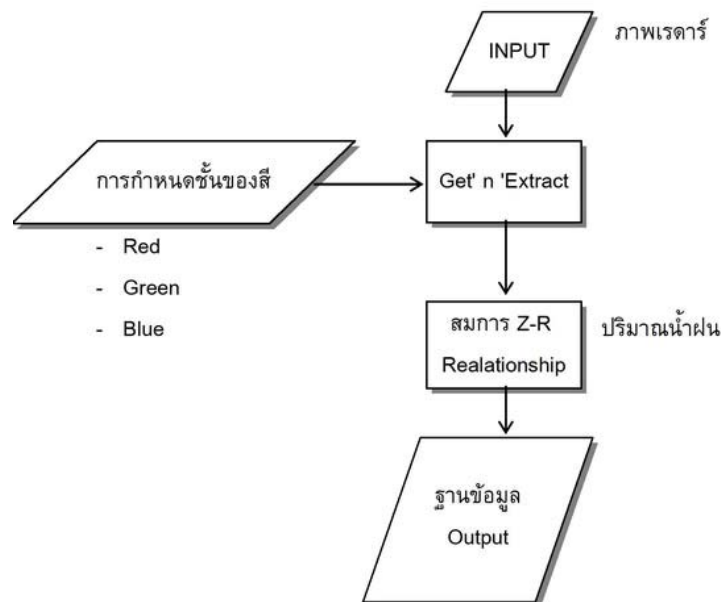 INPUT
ภาพเรดาร์
การกำหนดชั้นของสี
Get' n 'Extract
- Red
- Green
- Blue
สมการ Z-R
Realationship
ปริมาณน้ำฝน
ฐานข้อมูล
Output